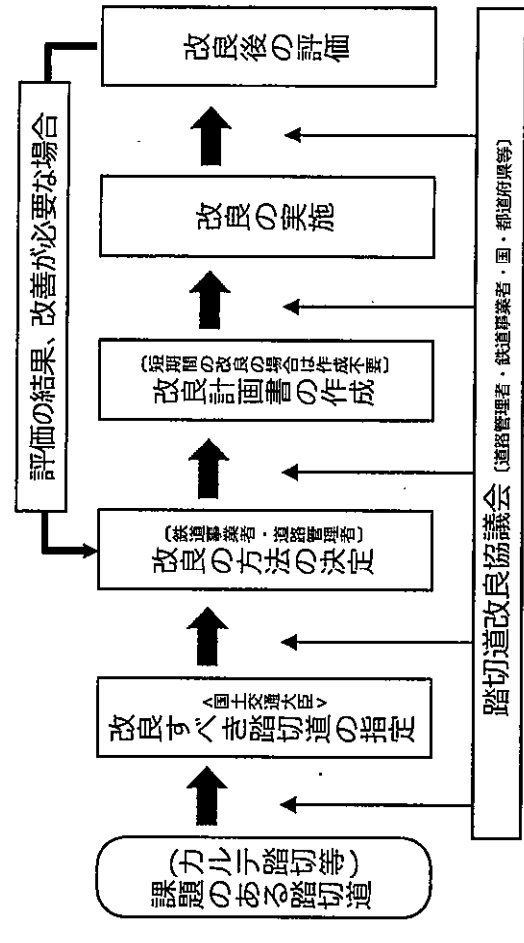 評価の結果、改善が必要な場合
課題のある踏切道
(カルテ踏切等)
改良すべき踏切道の指定
<国土交通大臣>
改良の方法の決定
〔鉄道事業者・道路管理者〕
改良計画書の作成
〔短期間の改良の場合は作成不要〕
改良の実施
改良後の評価
踏切道改良協議会〔道路管理者・鉄道事業者・国・都道府県等〕